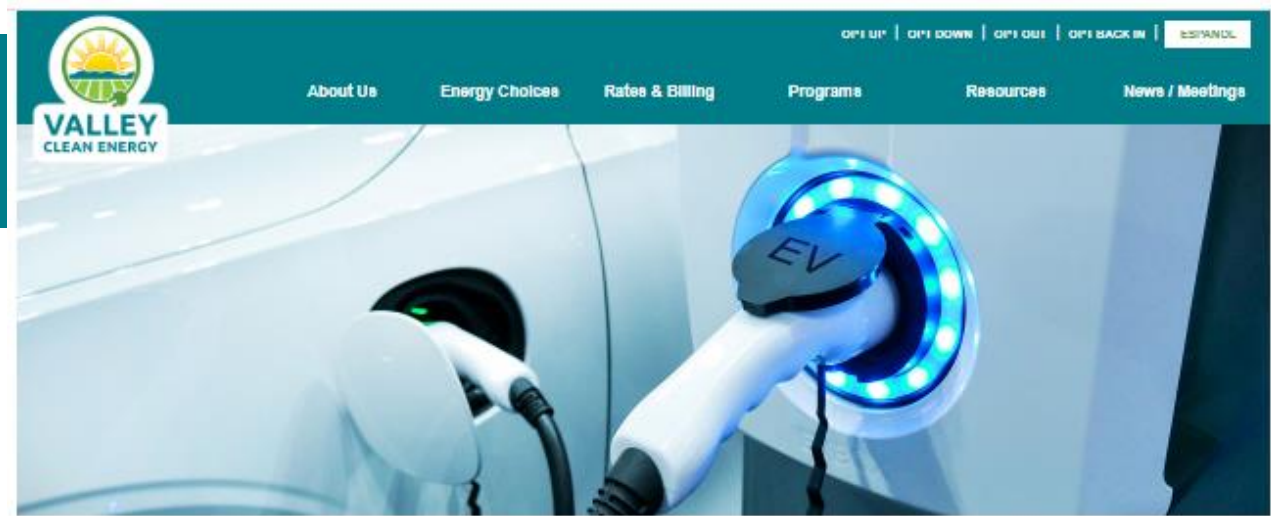 OPT UP | OPT DOWN | OPT OUT | OPT BACK IN | ESPAÑOL
About Us Energy Choices Rates & Billing Programs Resources News / Meetings
VALLEY
CLEAN ENERGY
EV